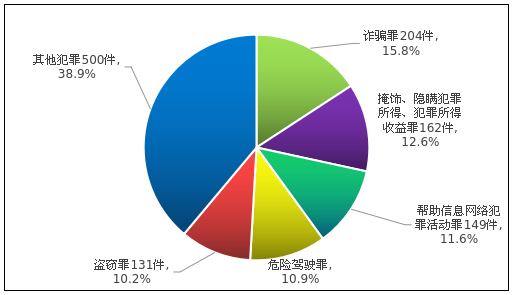 诈骗罪204件,
15.8%
掩饰、隐瞒犯罪
所得、犯罪所得
收益罪162件,
12.6%
帮助信息网络犯
罪活动罪149件,
11.6%
危险驾驶罪,
10.9%
盗窃罪131件,
10.2%
其他犯罪500件,
38.9%